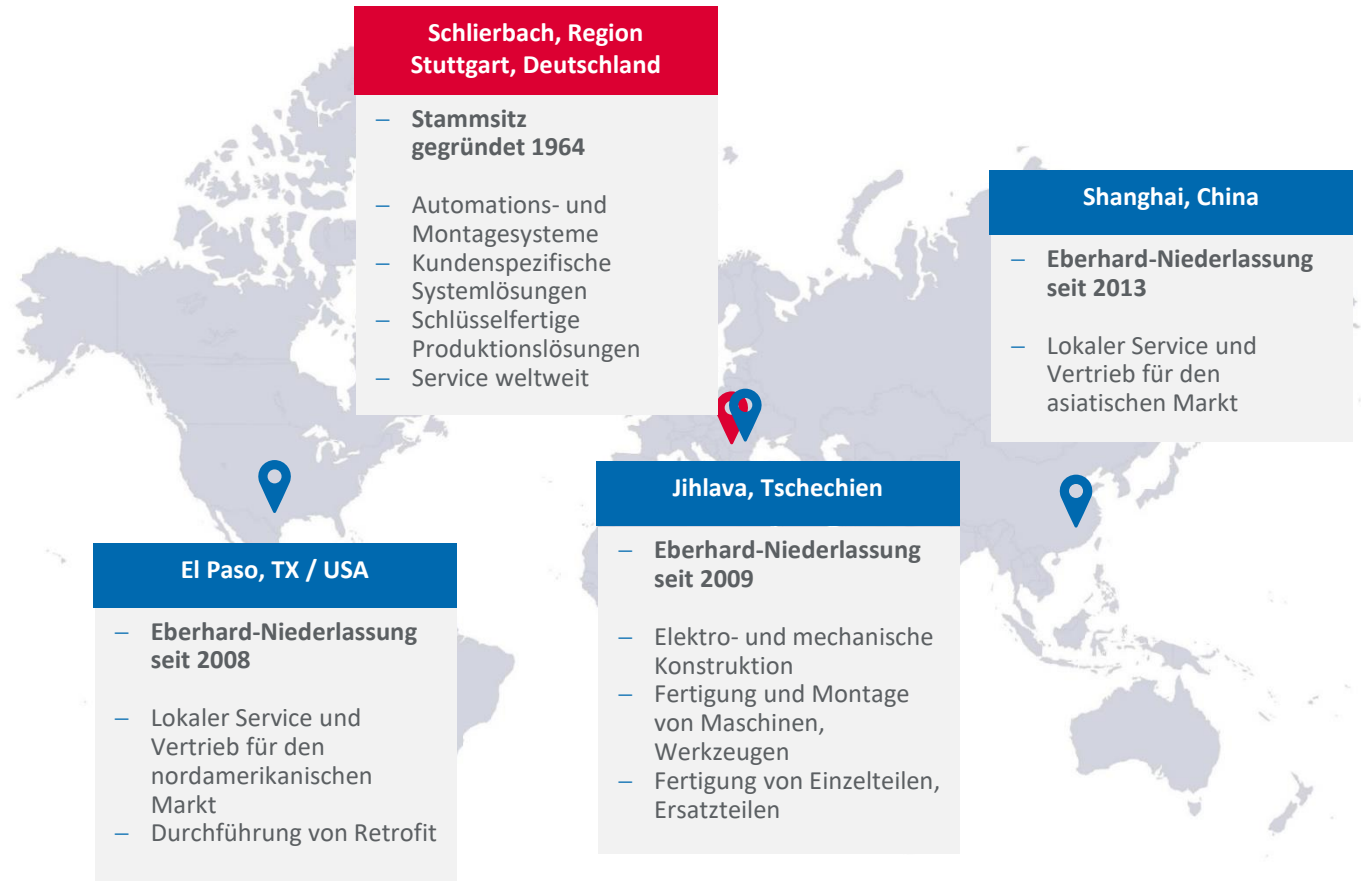 Schlierbach, Region
Stuttgart, Deutschland
– Stammsitz
gegründet 1964
– Automations- und
Montagesysteme
– Kundenspezifische
Systemlösungen
– Schlüsselfertige
Produktionslösungen
– Service weltweit
Shanghai, China
– Eberhard-Niederlassung
seit 2013
– Lokaler Service und
Vertrieb für den
asiatischen Markt
El Paso, TX / USA
– Eberhard-Niederlassung
seit 2008
– Lokaler Service und
Vertrieb für den
nordamerikanischen
Markt
– Durchführung von Retrofit
Jihlava, Tschechien
– Eberhard-Niederlassung
seit 2009
– Elektro- und mechanische
Konstruktion
– Fertigung und Montage
von Maschinen,
Werkzeugen
– Fertigung von Einzelteilen,
Ersatzteilen